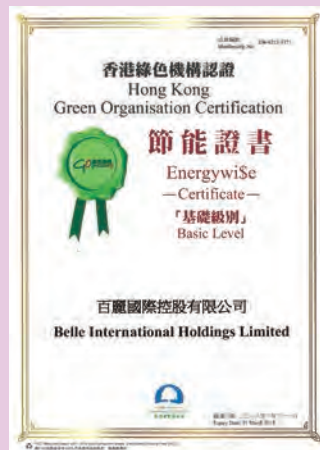 香港綠色機構認證
Hong Kong
Green Organisation Certification
節能證書
Energywi$e
—Certificate—
「基礎級別」
Basic Level
百麗國際控股有限公司
Belle International Holdings Limited